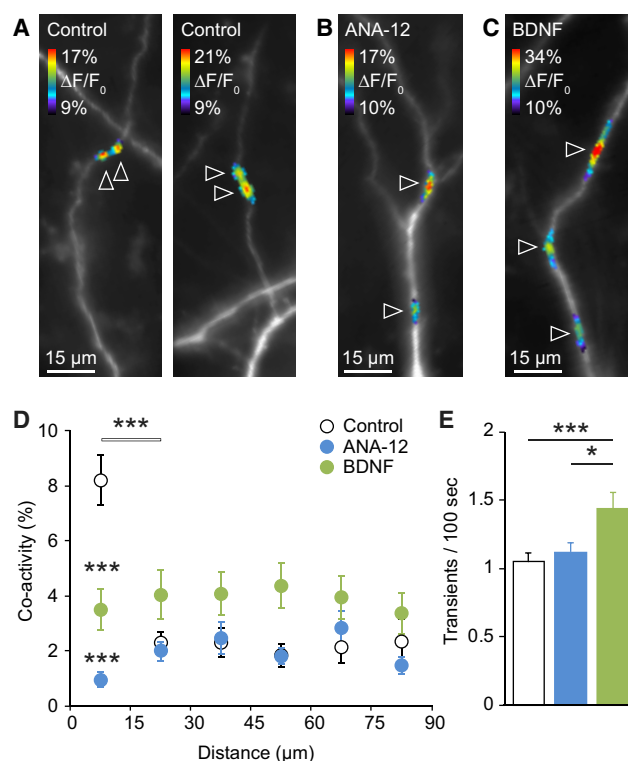 A Control
17%
ΔF/F0
9%
15 µm
Control
21%
ΔF/F0
9%
15 µm
B ANA-12
17%
ΔF/F0
10%
15 µm
C BDNF
34%
ΔF/F0
10%
15 µm
D
***
Control
ANA-12
BDNF
***
***
Co-activity (%)
10
8
6
4
2
0
0 15 30 45 60 75 90
Distance (µm)
E
***
*
Transients / 100 sec
2
1.5
1
0.5
0